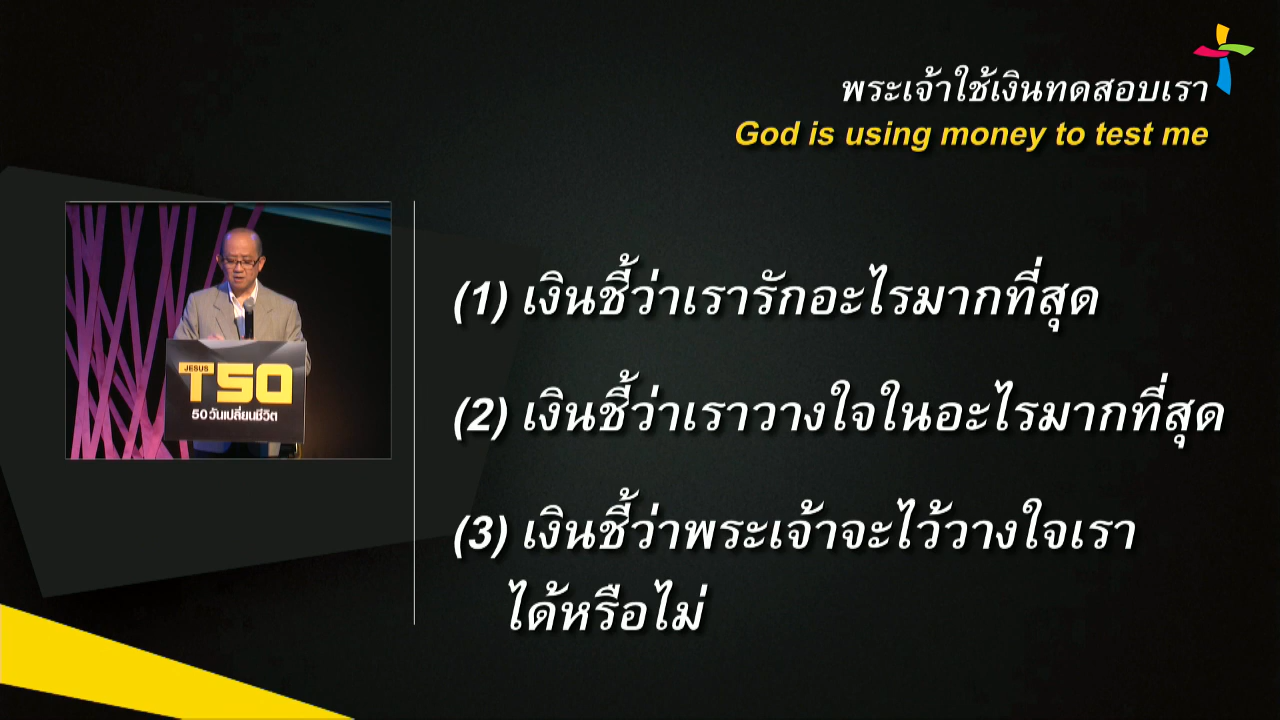 พระเจ้าใช้เงินทดสอบเรา
God is using money to test me
JESUS
T50
50 วันเปลี่ยนชีวิต
(1) เงินชี้ว่าเรารักอะไรมากที่สุด
(2) เงินชี้ว่าเราวางใจในอะไรมากที่สุด
(3) เงินชี้ว่าพระเจ้าจะไว้วางใจเรา
ได้หรือไม่